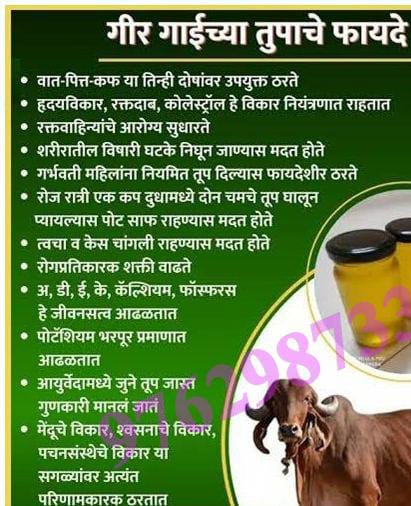 गीर गाईच्या तुपाचे फायदे
• वात-पित्त-कफ या तिन्ही दोषांवर उपयुक्त ठरते
• हृदयविकार, रक्तदाब, कोलेस्ट्रॉल हे विकार नियंत्रणात राहतात
• रक्तवाहिन्यांचे आरोग्य सुधारते
• शरीरातील विषारी घटके निघून जाण्यास मदत होते
• गर्भवती महिलांना नियमित तूप दिल्यास फायदेशीर ठरते
• रोज रात्री एक कप दुधामध्ये दोन चमचे तूप घालून
प्यायल्यास पोट साफ राहण्यास मदत होते
• त्वचा व केस चांगली राहण्यास मदत होते
• रोगप्रतिकारक शक्ती वाढते
• अ, डी, ई, के, कॅल्शियम, फॉस्फरस
हे जीवनसत्व आढळतात
• पोटॅशियम भरपूर प्रमाणात
आढळतात
• आयुर्वेदामध्ये जुने तूप जास्त
गुणकारी मानलं जातं
• मेंदूचे विकार, श्वसनाचे विकार,
पचनसंस्थेचे विकार या
सगळ्यांवर अत्यंत
परिणामकारक ठरतात
976298733